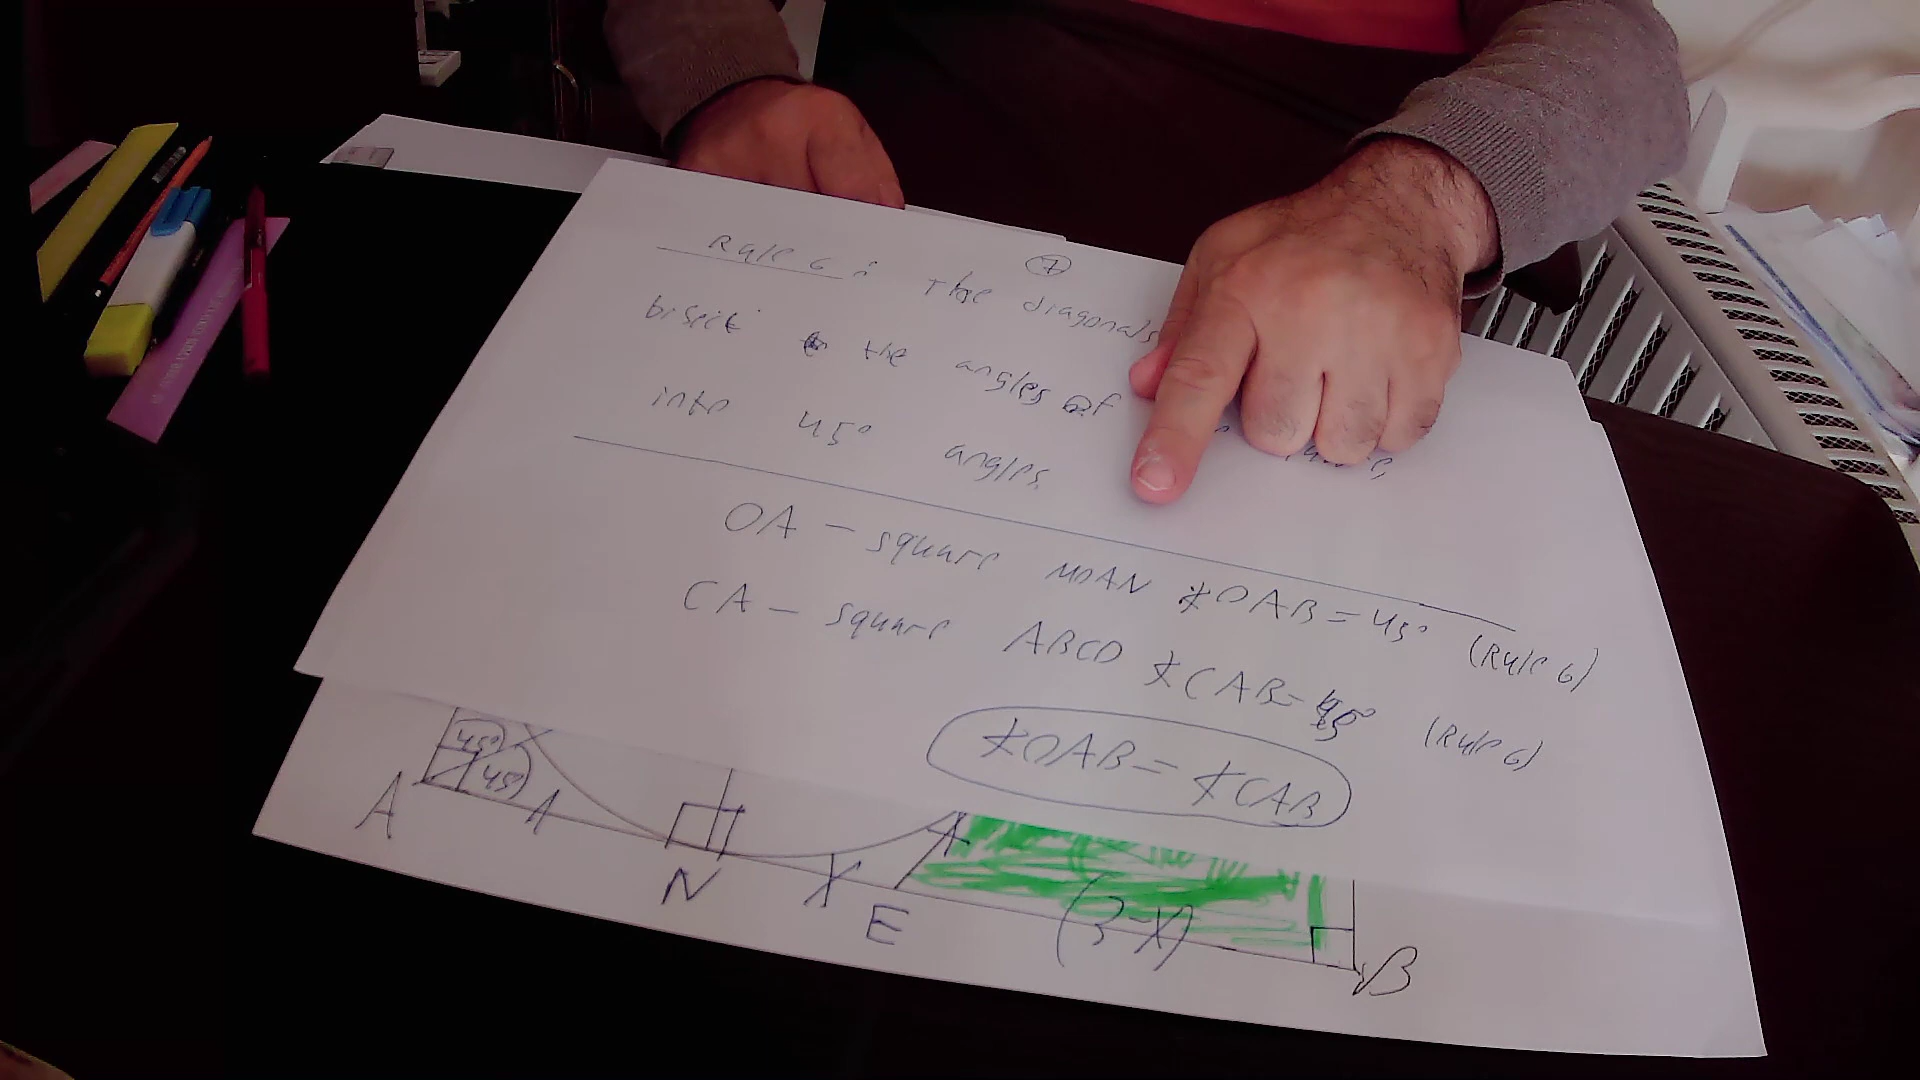 7
Rule 6: The diagonals
bisect the angles of
into 45° angles.
OA - square MOAN ∡OAB = 45° (Rule 6)
CA - square ABCD ∡CAB = 45° (Rule 6)
∡OAB = ∡CAB
45°
45°
A
N
X
E
(3-X)
B